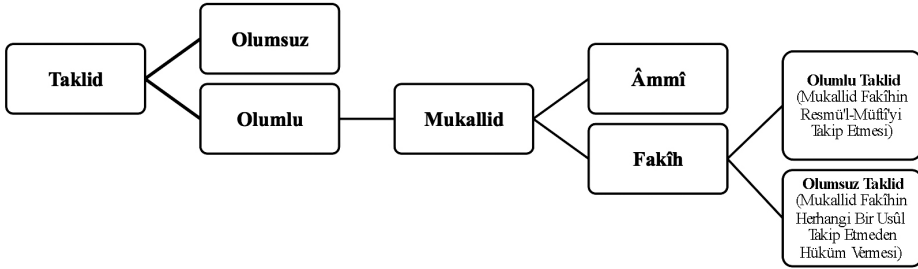 Taklid
Olumsuz
Olumlu
Mukallid
Âmmî
Fakîh
Olumlu Taklid
(Mukallid Fakîhin
Resmü'l-Müftî'yi
Takip Etmesi)
Olumsuz Taklid
(Mukallid Fakîhin
Herhangi Bir Usûl
Takip Etmeden
Hüküm Vermesi)